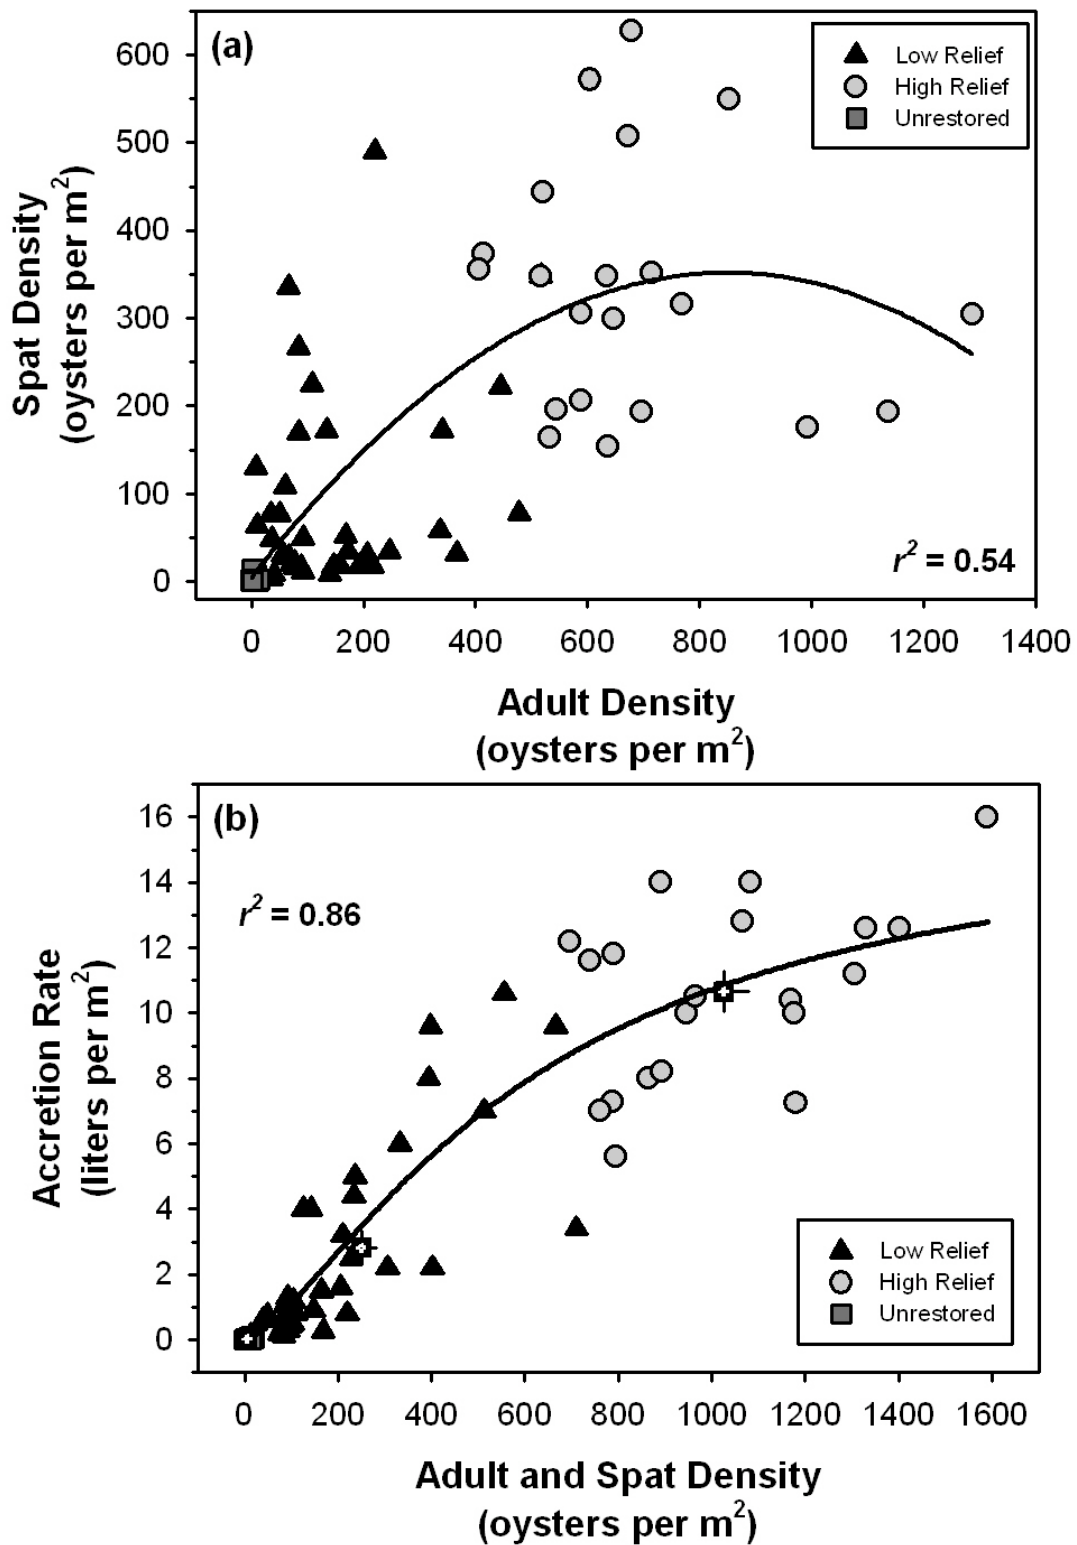 (a)
Low Relief
High Relief
Unrestored
600
500
400
300
200
100
0
Spat Density
(oysters per m²)
r² = 0.54
0 200 400 600 800 1000 1200 1400
Adult Density
(oysters per m²)
(b)
r² = 0.86
16
14
12
10
8
6
4
2
0
Accretion Rate
(liters per m²)
Low Relief
High Relief
Unrestored
0 200 400 600 800 1000 1200 1400 1600
Adult and Spat Density
(oysters per m²)